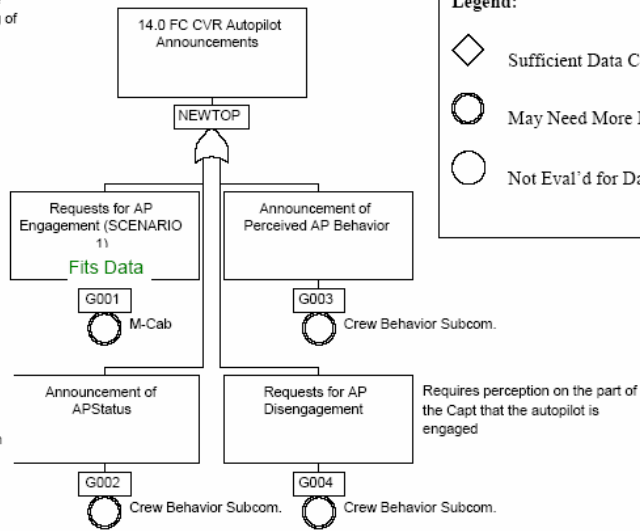 of
14.0 FC CVR Autopilot
Announcements
NEWTOP
Legend:
Sufficient Data
May Need More
Not Eval'd for
Requests for AP
Engagement (SCENARIO
1)
Fits Data
G001
M-Cab
Announcement of
Perceived AP Behavior
G003
Crew Behavior Subcom.
Announcement of
APStatus
G002
Crew Behavior Subcom.
Requests for AP
Disengagement
G004
Crew Behavior Subcom.
Requires perception on the part of
the Capt that the autopilot is
engaged